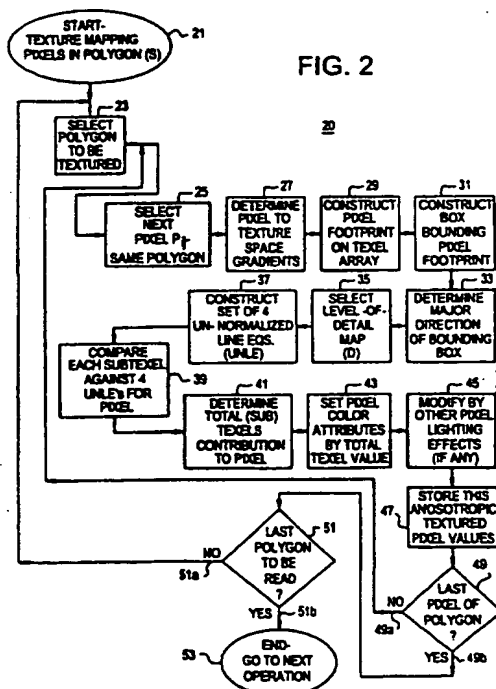 START-
TEXTURE MAPPING
PIXELS IN POLYGON (S)
21
FIG. 2
23
20
SELECT
POLYGON
TO BE
TEXTURED
25
SELECT
NEXT
PIXEL P
SAME POLYGON
27
DETERMINE
PIXEL TO
TEXTURE
SPACE
GRADIENTS
29
CONSTRUCT
PIXEL
FOOTPRINT
ON TEXEL
ARRAY
31
CONSTRUCT
BOX
BOUNDING
PIXEL
FOOTPRINT
37
CONSTRUCT
SET OF 4
UN- NORMALIZED
LINE EQS.
(UNLE)
35
SELECT
LEVEL -OF-
DETAIL
MAP
(D)
33
DETERMINE
MAJOR
DIRECTION
OF BOUNDING
BOX
COMPARE
EACH SUBTEXEL
AGAINST 4
UNLE's FOR
PIXEL
39
41
DETERMINE
TOTAL (SUB)
TEXELS
CONTRIBUTION
TO PIXEL
43
SET PIXEL
COLOR
ATTRIBUTES
BY TOTAL
TEXEL VALUE
45
MODIFY BY
OTHER PIXEL
LIGHTING
EFFECTS
(IF ANY)
47
STORE THIS
ANOSOTROPIC
TEXTURED
PIXEL VALUES
51
LAST
POLYGON
TO BE
READ
?
NO
51a
YES
51b
49
LAST
PIXEL OF
POLYGON
?
NO
49a
YES
49b
53
END-
GO TO NEXT
OPERATION